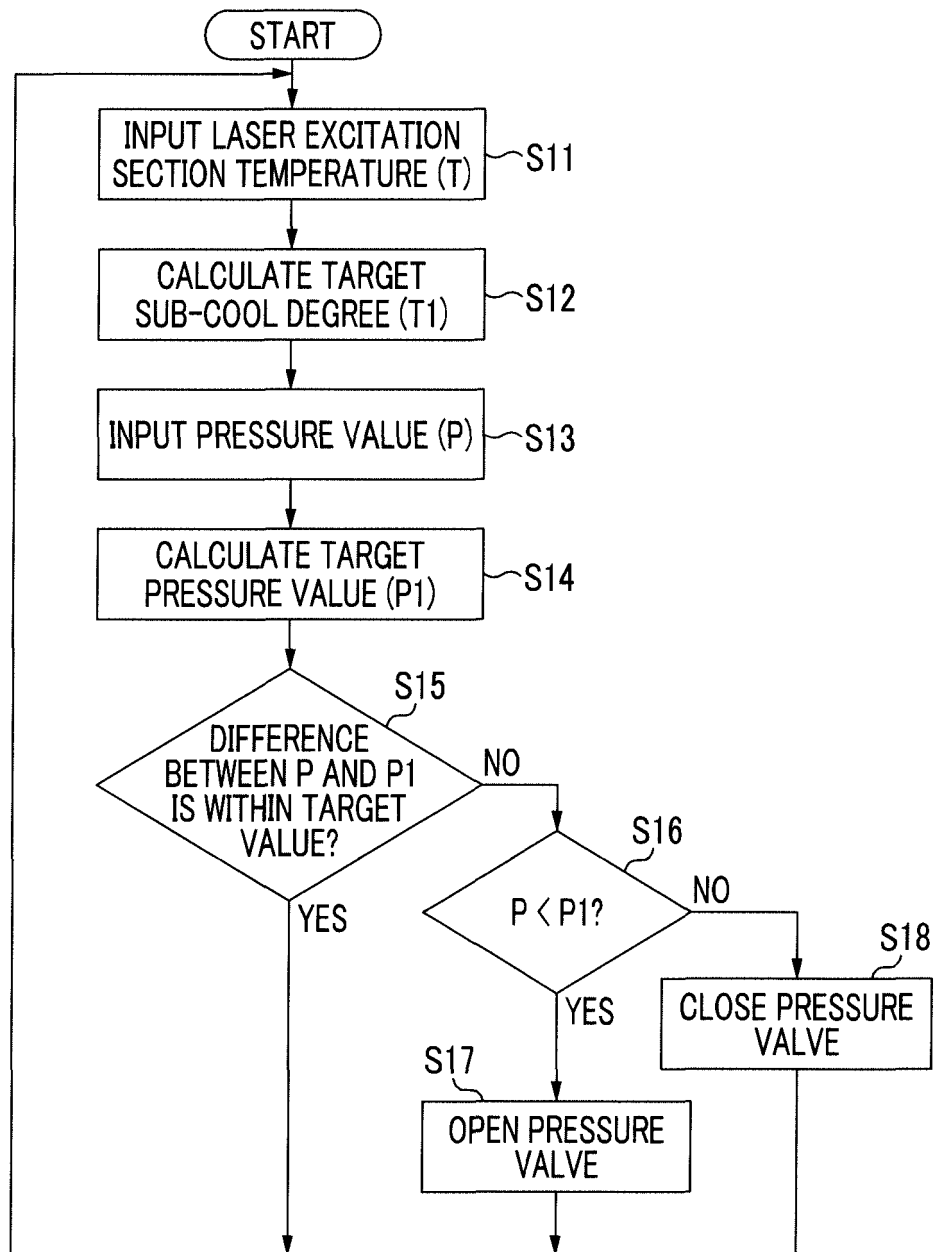 START
INPUT LASER EXCITATION
SECTION TEMPERATURE (T)
S11
CALCULATE TARGET
SUB-COOL DEGREE (T1)
S12
INPUT PRESSURE VALUE (P)
S13
CALCULATE TARGET
PRESSURE VALUE (P1)
S14
S15
DIFFERENCE
BETWEEN P AND P1
IS WITHIN TARGET
VALUE?
NO
YES
S16
P < P1?
NO
YES
S18
CLOSE PRESSURE
VALVE
S17
OPEN PRESSURE
VALVE